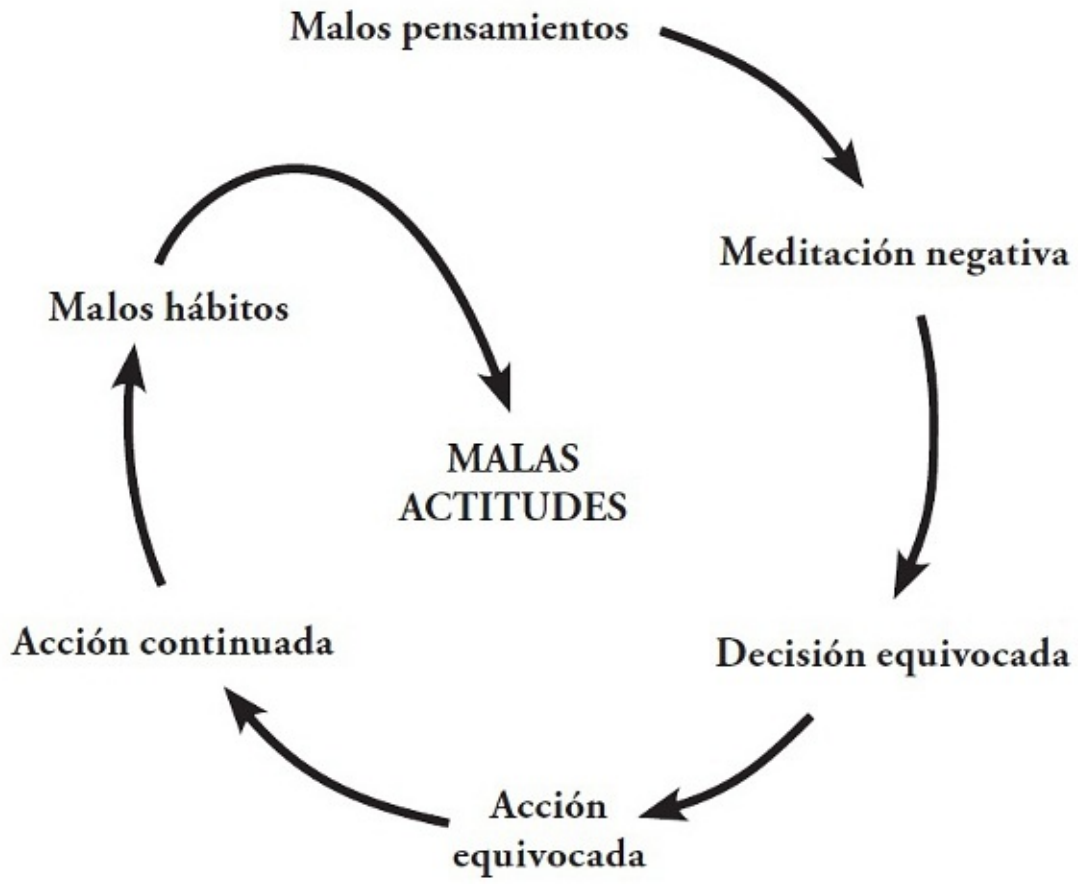 Malos pensamientos
Meditación negativa
Decisión equivocada
Acción
equivocada
Acción continuada
Malos hábitos
MALAS
ACTITUDES